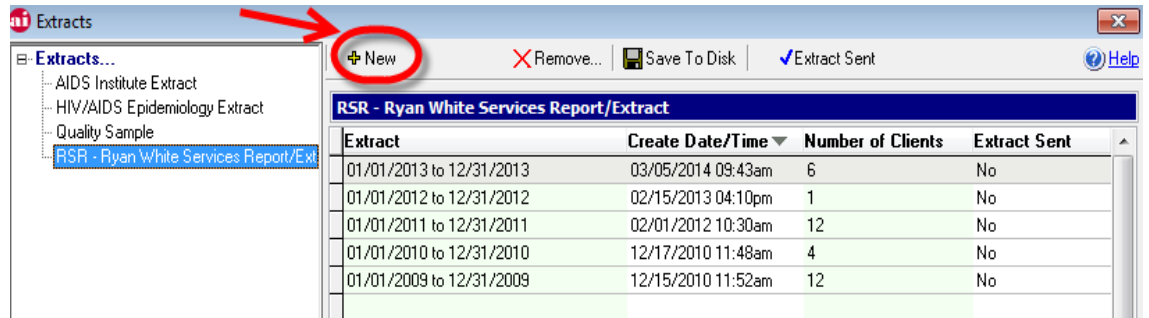 ai Extracts
Extracts...
AIDS Institute Extract
HIV/AIDS Epidemiology Extract
Quality Sample
RSR - Ryan White Services Report/Ext
New Remove... Save To Disk Extract Sent Help
RSR - Ryan White Services Report/Extract
Extract Create Date/Time Number of Clients Extract Sent
01/01/2013 to 12/31/2013 03/05/2014 09:43am 6 No
01/01/2012 to 12/31/2012 02/15/2013 04:10pm 1 No
01/01/2011 to 12/31/2011 02/01/2012 10:30am 12 No
01/01/2010 to 12/31/2010 12/17/2010 11:48am 4 No
01/01/2009 to 12/31/2009 12/15/2010 11:52am 12 No